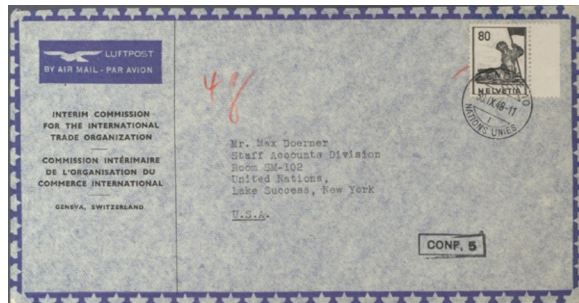 LUFTPOST
BY AIR MAIL - PAR AVION
INTERIM COMMISSION
FOR THE INTERNATIONAL
TRADE ORGANIZATION
COMMISSION INTÉRIMAIRE
DE L'ORGANISATION DU
COMMERCE INTERNATIONAL
GENEVA, SWITZERLAND
80
HELVETIA
NATIONS UNIES
Mr. Max Doerner
Staff Accounts Division
Room SM-102
United Nations,
Lake Success, New York
U.S.A.
CONF. 5